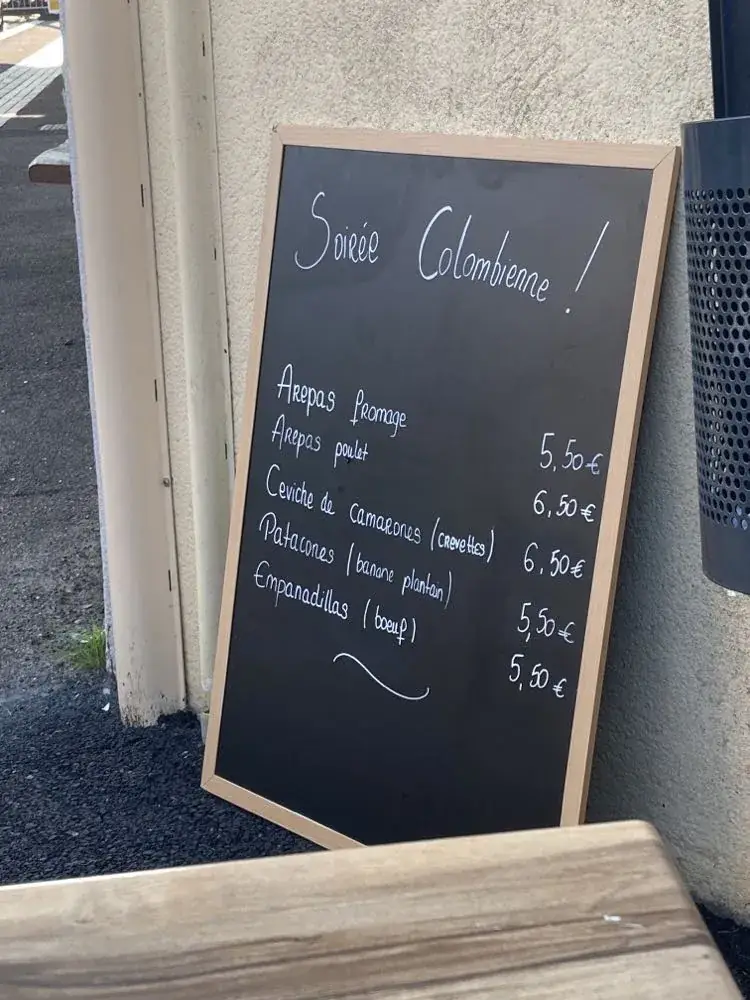 Soirée Colombienne !
Arepas fromage 5,50€
Arepas poulet 6,50€
Ceviche de camarones (crevettes) 6,50€
Patacones (banane plantain) 5,50€
Empanadillas (boeuf) 5,50€